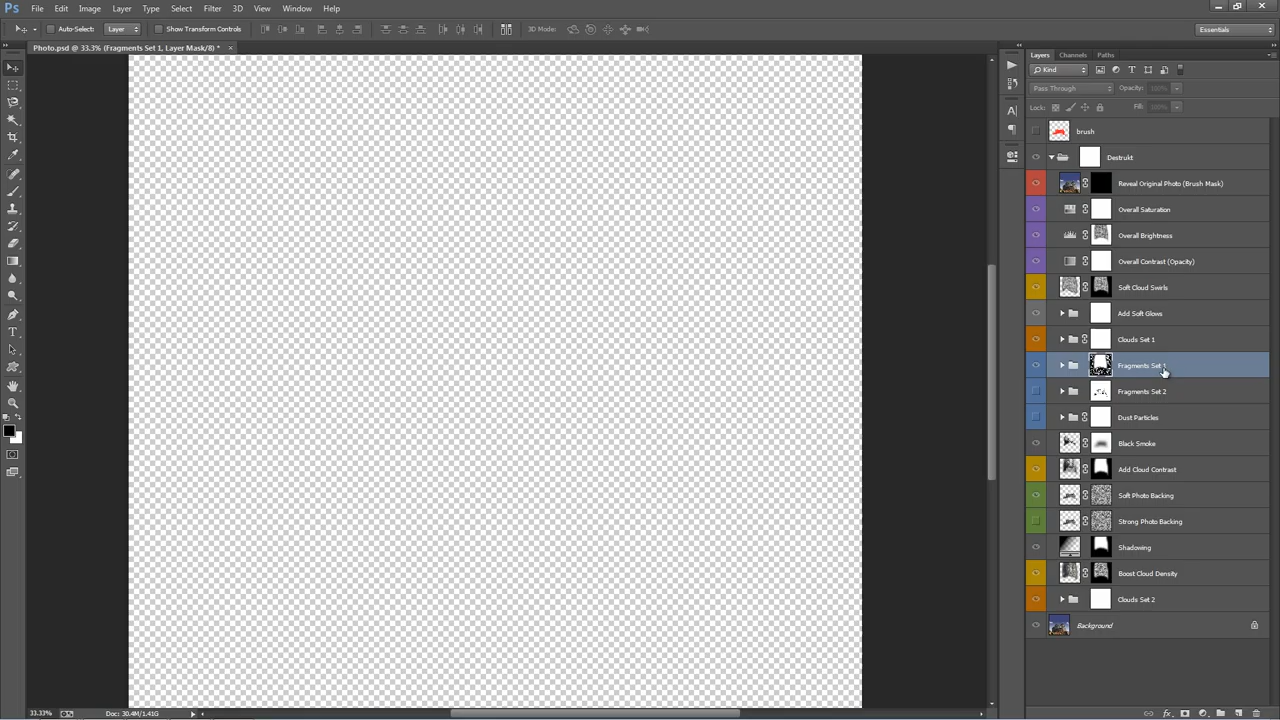 Ps File Edit Image Layer Type Select Filter 3D View Window Help
Auto-Select: Layer Show Transform Controls 3D Mode: Essentials
Photo.psd @ 33.3% (Fragments Set 1, Layer Mask/8) * ×
Layers Channels Paths
Kind
Pass Through Opacity: 100%
Lock: Fill: 100%
brush
Destrukt
Reveal Original Photo (Brush Mask)
Overall Saturation
Overall Brightness
Overall Contrast (Opacity)
Soft Cloud Swirls
Add Soft Glows
Clouds Set 1
Fragments Set 1
Fragments Set 2
Dust Particles
Black Smoke
Add Cloud Contrast
Soft Photo Backing
Strong Photo Backing
Shadowing
Boost Cloud Density
Clouds Set 2
Background
33.33% Doc: 30.4M/1.41G